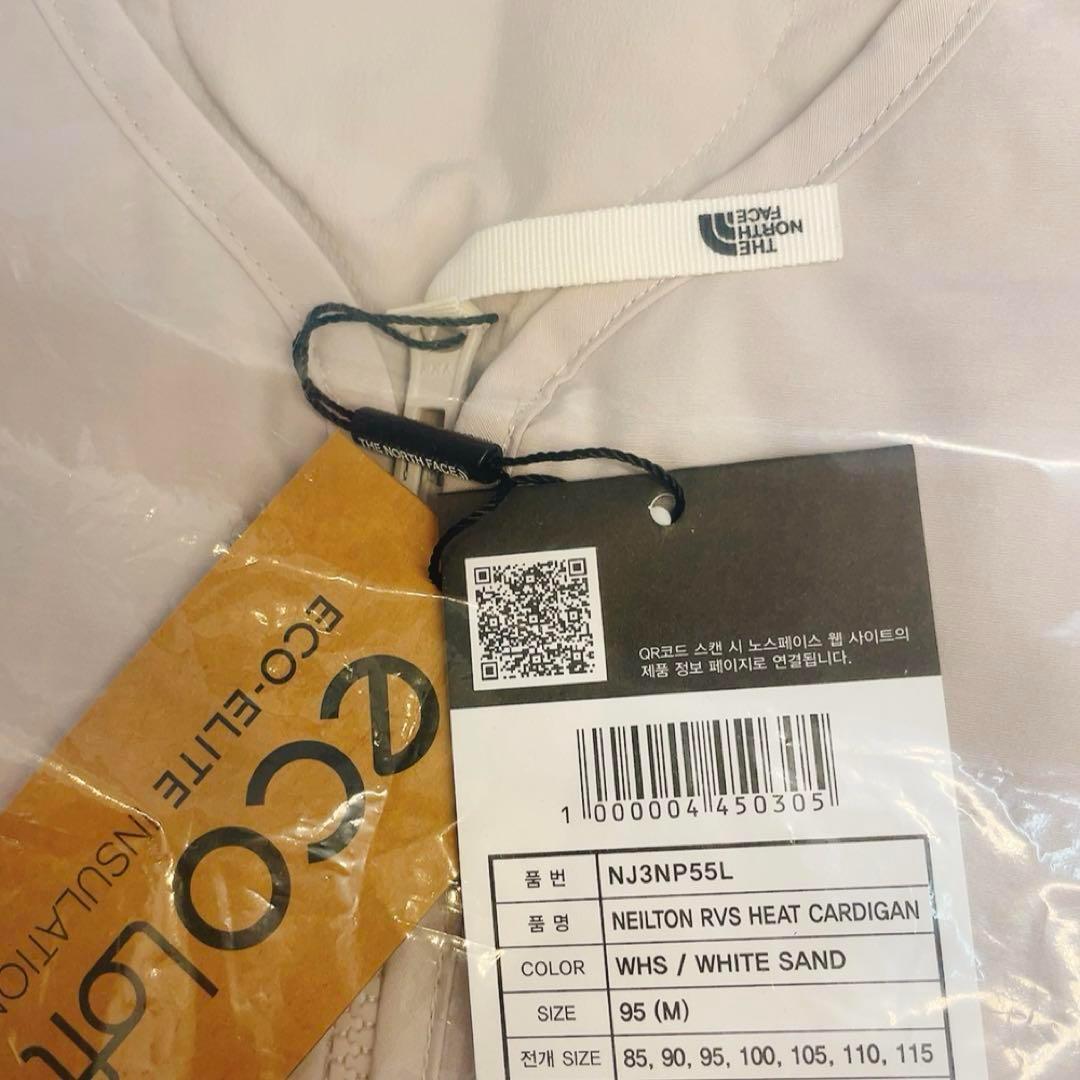 THE
NORTH
FACE
THE NORTH FACE
ecoloft
ECO-ELITE INSULATION
QR코드 스캔 시 노스페이스 웹 사이트의
제품 정보 페이지로 연결됩니다.
1 000004 450305
품 번 NJ3NP55L
품 명 NEILTON RVS HEAT CARDIGAN
COLOR WHS / WHITE SAND
SIZE 95 (M)
전개 SIZE 85, 90, 95, 100, 105, 110, 115